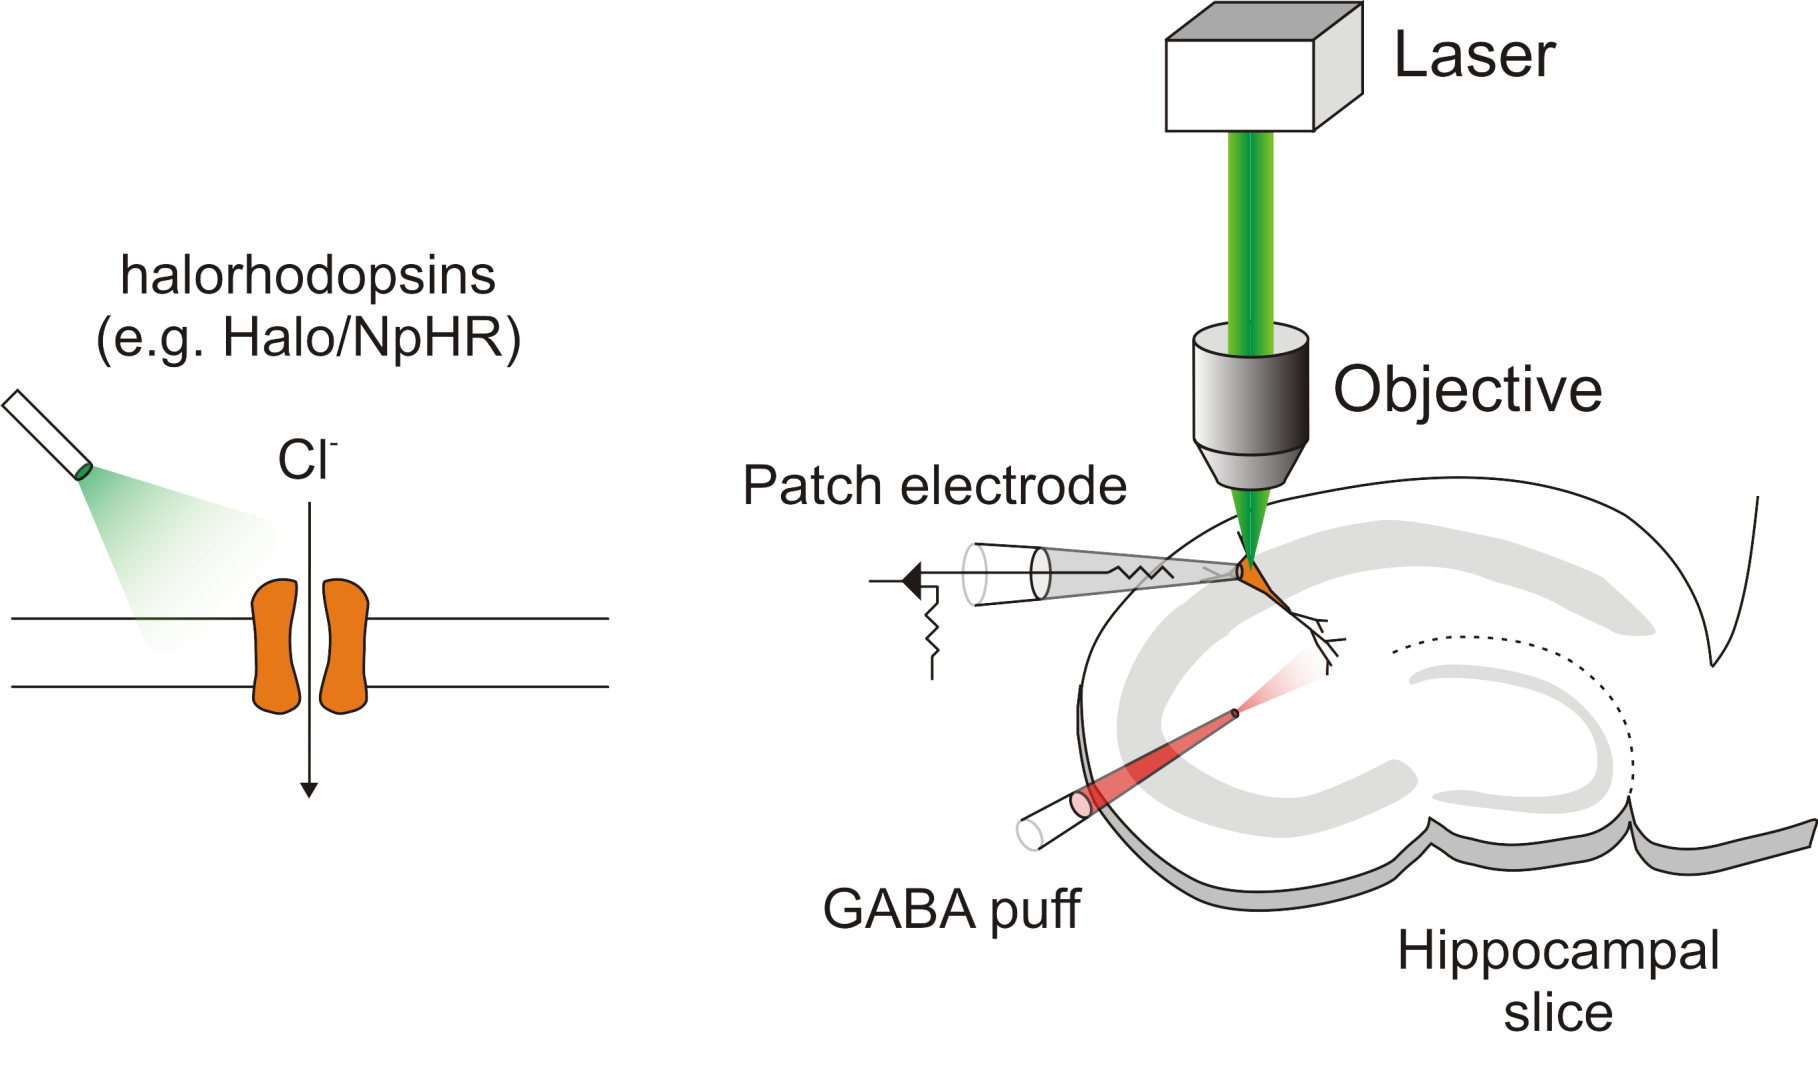 halorhodopsins
(e.g. Halo/NpHR)
Cl⁻
Laser
Objective
Patch electrode
GABA puff
Hippocampal
slice